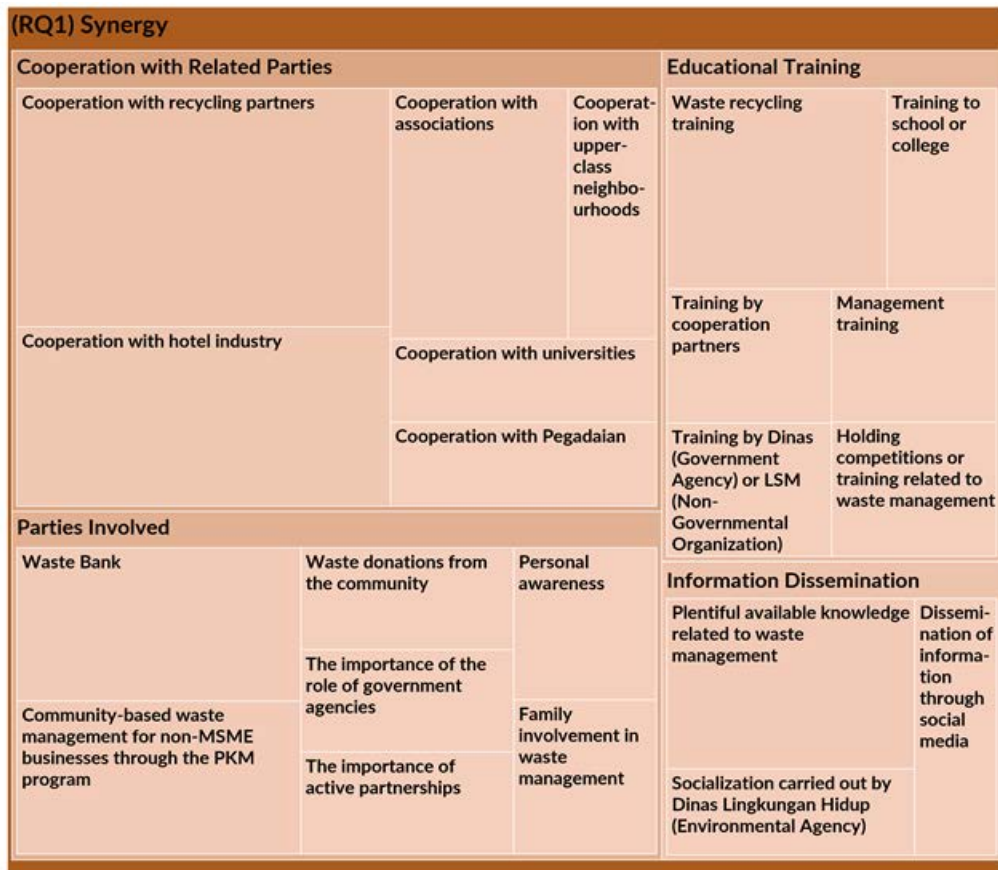 (RQ1) Synergy
Cooperation with Related Parties
Cooperation with recycling partners
Cooperation with
associations
Cooperat-
ion with
upper-
class
neighbo-
urhoods
Cooperation with hotel industry
Cooperation with universities
Cooperation with Pegadaian
Educational Training
Waste recycling
training
Training to
school or
college
Training by
cooperation
partners
Management
training
Training by Dinas
(Government
Agency) or LSM
(Non-
Governmental
Organization)
Holding
competitions or
training related to
waste management
Parties Involved
Waste Bank
Waste donations from
the community
Personal
awareness
The importance of the
role of government
agencies
Community-based waste
management for non-MSME
businesses through the PKM
program
Family
involvement in
waste
management
The importance of
active partnerships
Information Dissemination
Plentiful available knowledge
related to waste
management
Dissemi-
nation of
informa-
tion
through
social
media
Socialization carried out by
Dinas Lingkungan Hidup
(Environmental Agency)